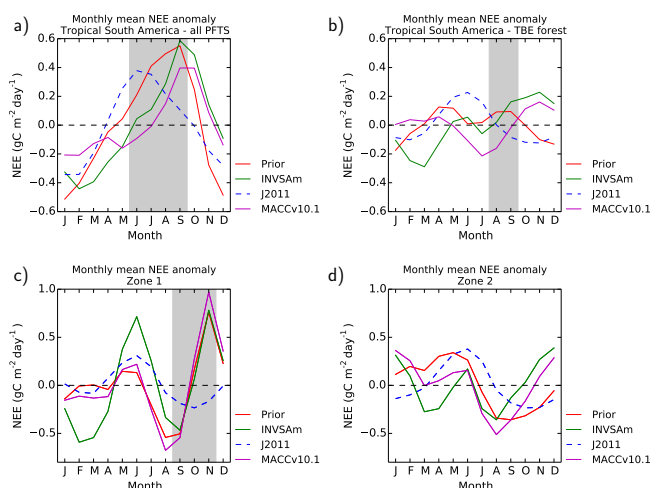 a)
Monthly mean NEE anomaly
Tropical South America - all PFTS
NEE (gC m⁻² day⁻¹)
0.6
0.4
0.2
0.0
−0.2
−0.4
−0.6
J F M A M J J A S O N D
Month
Prior
INVSAm
J2011
MACCv10.1
b)
Monthly mean NEE anomaly
Tropical South America - TBE forest
NEE (gC m⁻² day⁻¹)
0.6
0.4
0.2
0.0
−0.2
−0.4
−0.6
J F M A M J J A S O N D
Month
Prior
INVSAm
J2011
MACCv10.1
c)
Monthly mean NEE anomaly
Zone 1
NEE (gC m⁻² day⁻¹)
1.0
0.5
0.0
−0.5
J F M A M J J A S O N D
Month
Prior
INVSAm
J2011
MACCv10.1
d)
Monthly mean NEE anomaly
Zone 2
NEE (gC m⁻² day⁻¹)
1.0
0.5
0.0
−0.5
J F M A M J J A S O N D
Month
Prior
INVSAm
J2011
MACCv10.1